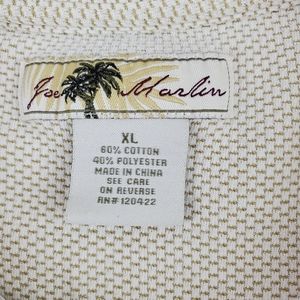 Joe Marlin
XL
60% COTTON
40% POLYESTER
MADE IN CHINA
SEE CARE
ON REVERSE
RN# 120422